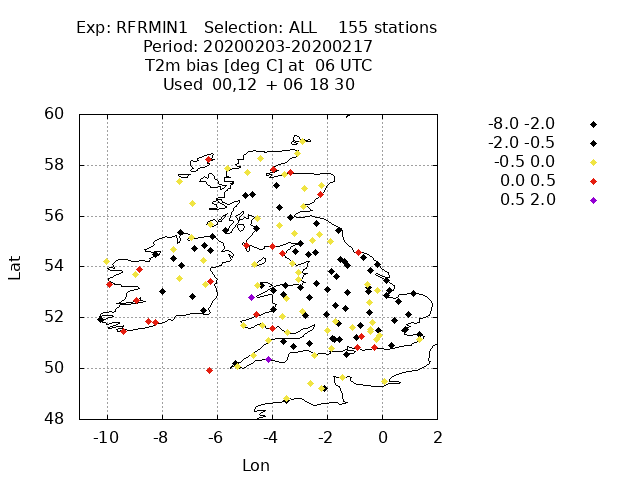 Exp: RFRMIN1 Selection: ALL 155 stations
Period: 20200203-20200217
T2m bias [deg C] at 06 UTC
Used 00,12 + 06 18 30
-8.0 -2.0
-2.0 -0.5
-0.5 0.0
0.0 0.5
0.5 2.0
60
58
56
54
52
50
48
Lat
-10 -8 -6 -4 -2 0 2
Lon